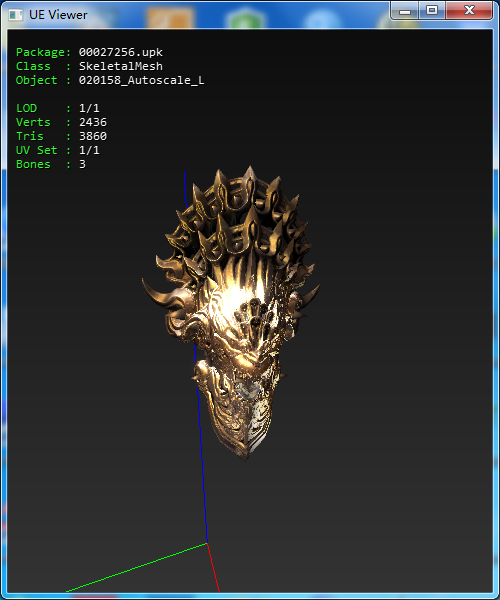 UE Viewer
Package: 00027256.upk
Class : SkeletalMesh
Object : 020158_Autoscale_L
LOD : 1/1
Verts : 2436
Tris : 3860
UV Set : 1/1
Bones : 3